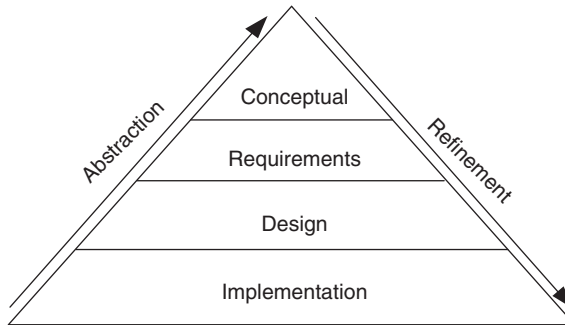 Conceptual
Abstraction
Refinement
Requirements
Design
Implementation